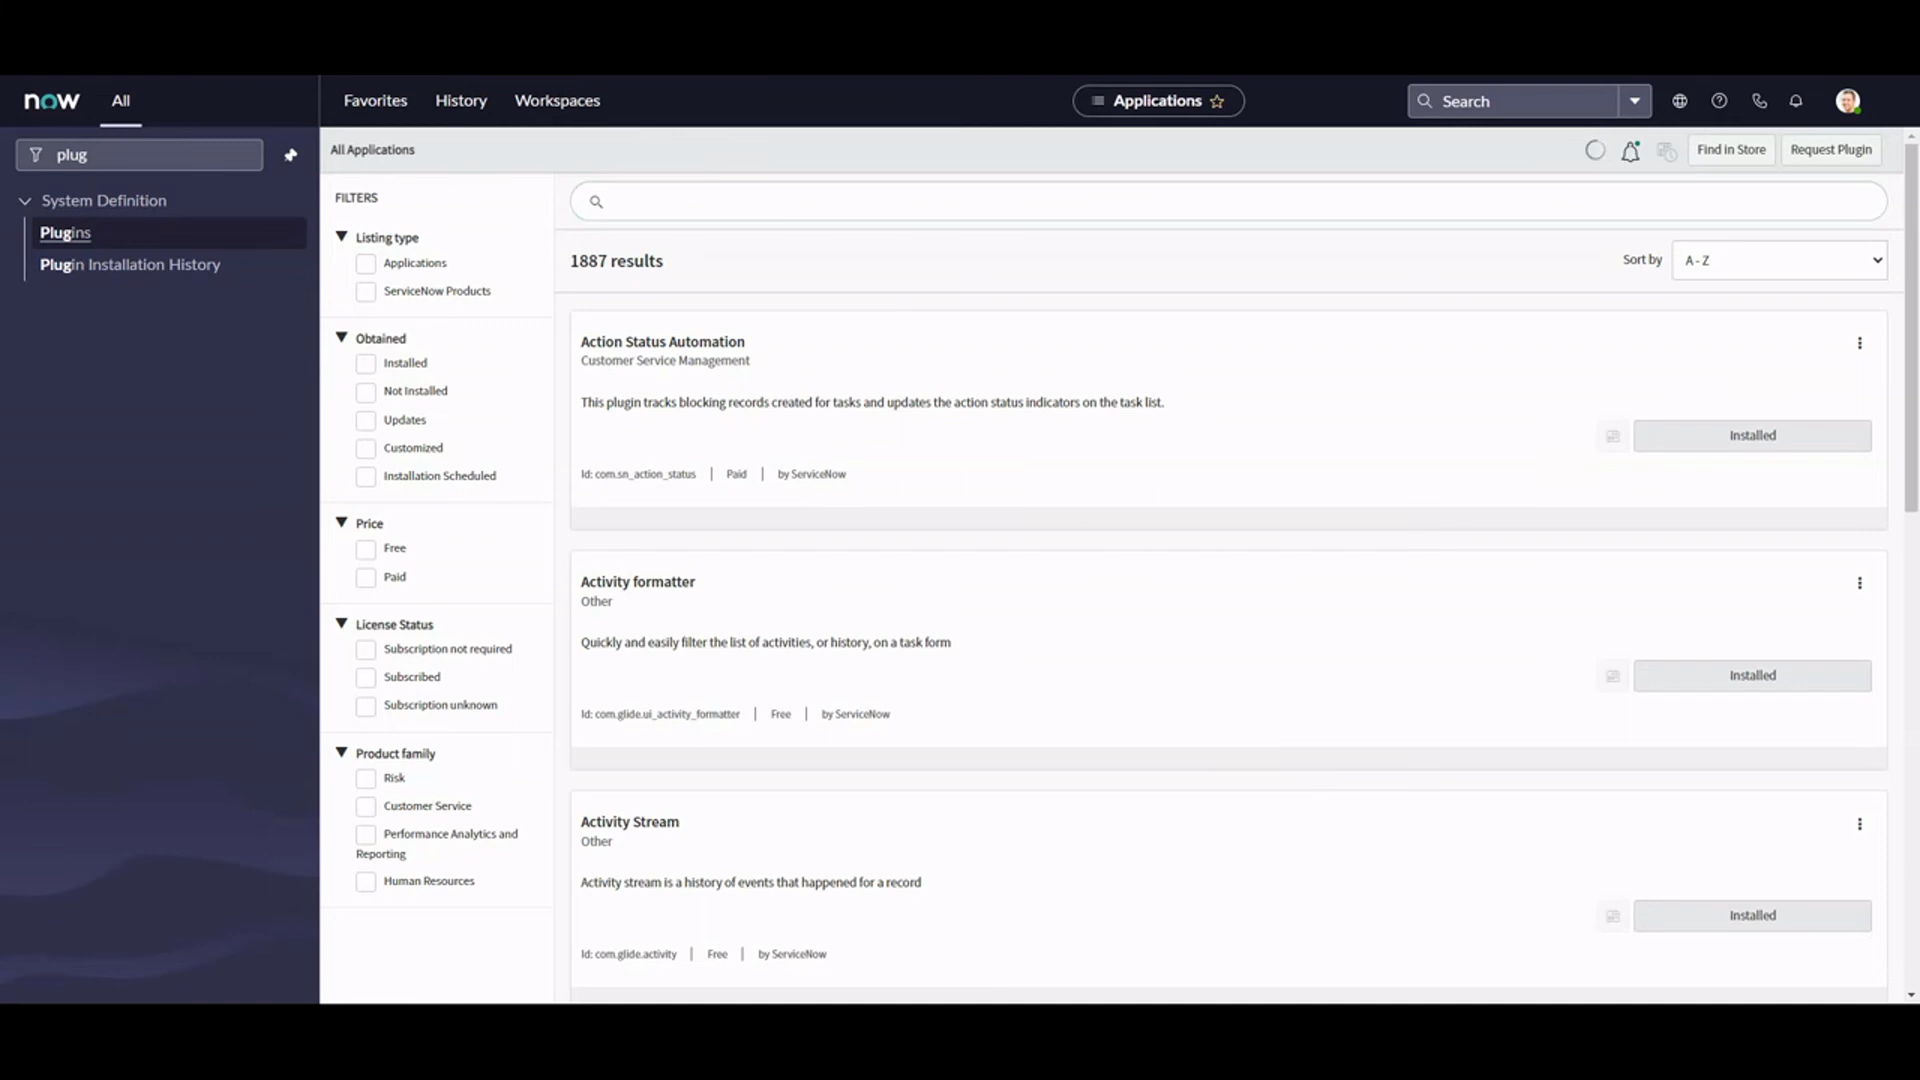 now
All
Favorites
History
Workspaces
Applications
Search
plug
System Definition
Plugins
Plugin Installation History
All Applications
Find in Store
Request Plugin
FILTERS
Listing type
Applications
ServiceNow Products
Obtained
Installed
Not Installed
Updates
Customized
Installation Scheduled
Price
Free
Paid
License Status
Subscription not required
Subscribed
Subscription unknown
Product family
Risk
Customer Service
Performance Analytics and
Reporting
Human Resources
1887 results
Sort by
A - Z
Action Status Automation
Customer Service Management
This plugin tracks blocking records created for tasks and updates the action status indicators on the task list.
Installed
Id: com.sn_action_status | Paid | by ServiceNow
Activity formatter
Other
Quickly and easily filter the list of activities, or history, on a task form
Installed
Id: com.glide.ui_activity_formatter | Free | by ServiceNow
Activity Stream
Other
Activity stream is a history of events that happened for a record
Installed
Id: com.glide.activity | Free | by ServiceNow